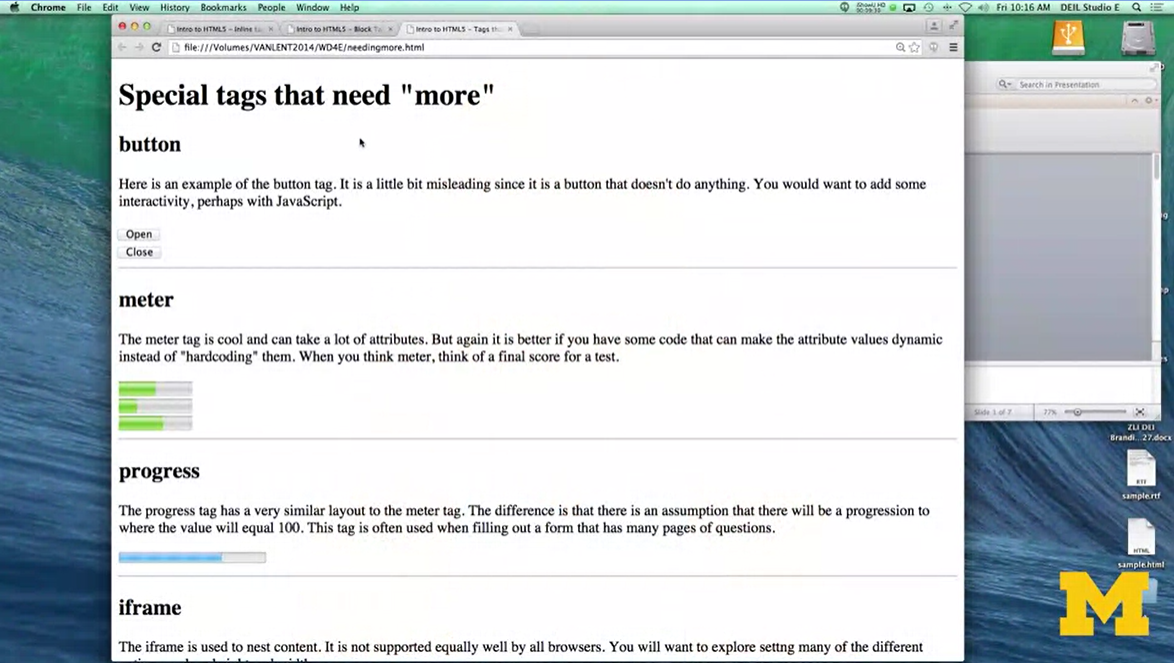 Chrome File Edit View History Bookmarks People Window Help Fri 10:16 AM DEIL Studio E
Intro to HTML5 – Inline t Intro to HTML5 – Block T Intro to HTML5 – Tags th
file:///Volumes/VANLENT2014/WD4E/needingmore.html
Search in Presentation
Special tags that need "more"
button
Here is an example of the button tag. It is a little bit misleading since it is a button that doesn't do anything. You would want to add some
interactivity, perhaps with JavaScript.
Open
Close
meter
The meter tag is cool and can take a lot of attributes. But again it is better if you have some code that can make the attribute values dynamic
instead of "hardcoding" them. When you think meter, think of a final score for a test.
Slide 1 of 7 77%
ZLI DEI
Brandi...27.docx
progress
The progress tag has a very similar layout to the meter tag. The difference is that there is an assumption that there will be a progression to
where the value will equal 100. This tag is often used when filling out a form that has many pages of questions.
RTF
sample.rtf
HTML
sample.html
iframe
The iframe is used to nest content. It is not supported equally well by all browsers. You will want to explore settng many of the different
M